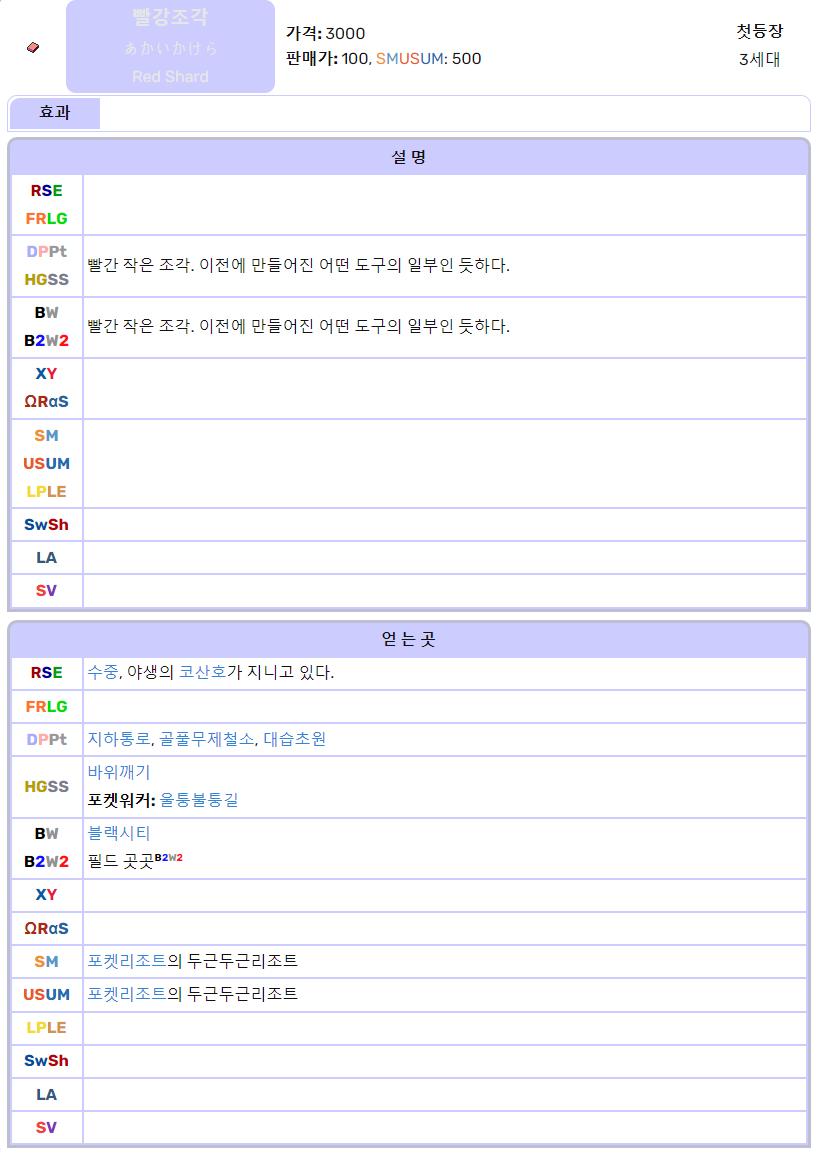 빨강조각
あかいかけら
Red Shard
가격: 3000
판매가: 100, SMUSUM: 500
첫등장
3세대
효과
설 명
RSE
FRLG
DPPt
HGSS
빨간 작은 조각. 이전에 만들어진 어떤 도구의 일부인 듯하다.
BW
B2W2
빨간 작은 조각. 이전에 만들어진 어떤 도구의 일부인 듯하다.
XY
ΩRαS
SM
USUM
LPLE
SwSh
LA
SV
얻 는 곳
RSE 수중, 야생의 코산호가 지니고 있다.
FRLG
DPPt 지하통로, 골풀무제철소, 대습초원
HGSS
바위깨기
포켓워커: 울퉁불퉁길
BW 블랙시티
B2W2 필드 곳곳B2W2
XY
ΩRαS
SM 포켓리조트의 두근두근리조트
USUM 포켓리조트의 두근두근리조트
LPLE
SwSh
LA
SV